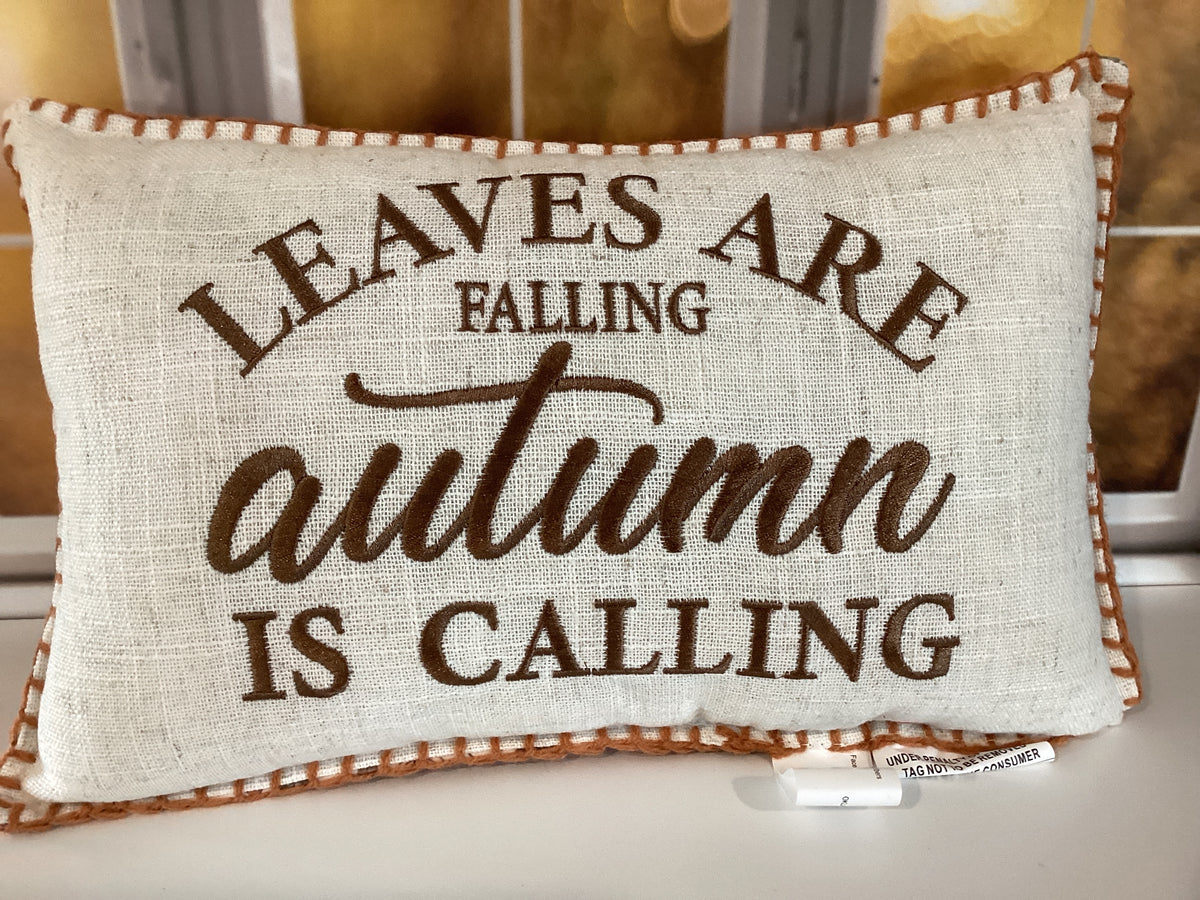 LEAVES ARE
FALLING
autumn
IS CALLING
UNDER PENALTY
TAG NOT TO BE REMOVED
CONSUMER